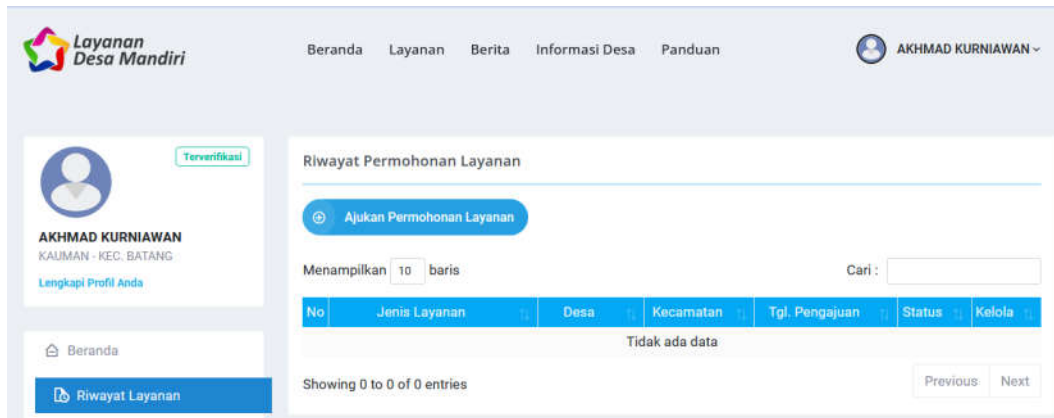 Layanan
Desa Mandiri
Beranda Layanan Berita Informasi Desa Panduan
AKHMAD KURNIAWAN
Terverifikasi
AKHMAD KURNIAWAN
KAUMAN - KEC. BATANG
Lengkapi Profil Anda
Beranda
Riwayat Layanan
Riwayat Permohonan Layanan
Ajukan Permohonan Layanan
Menampilkan 10 baris Cari :
No Jenis Layanan Desa Kecamatan Tgl. Pengajuan Status Kelola
Tidak ada data
Showing 0 to 0 of 0 entries Previous Next